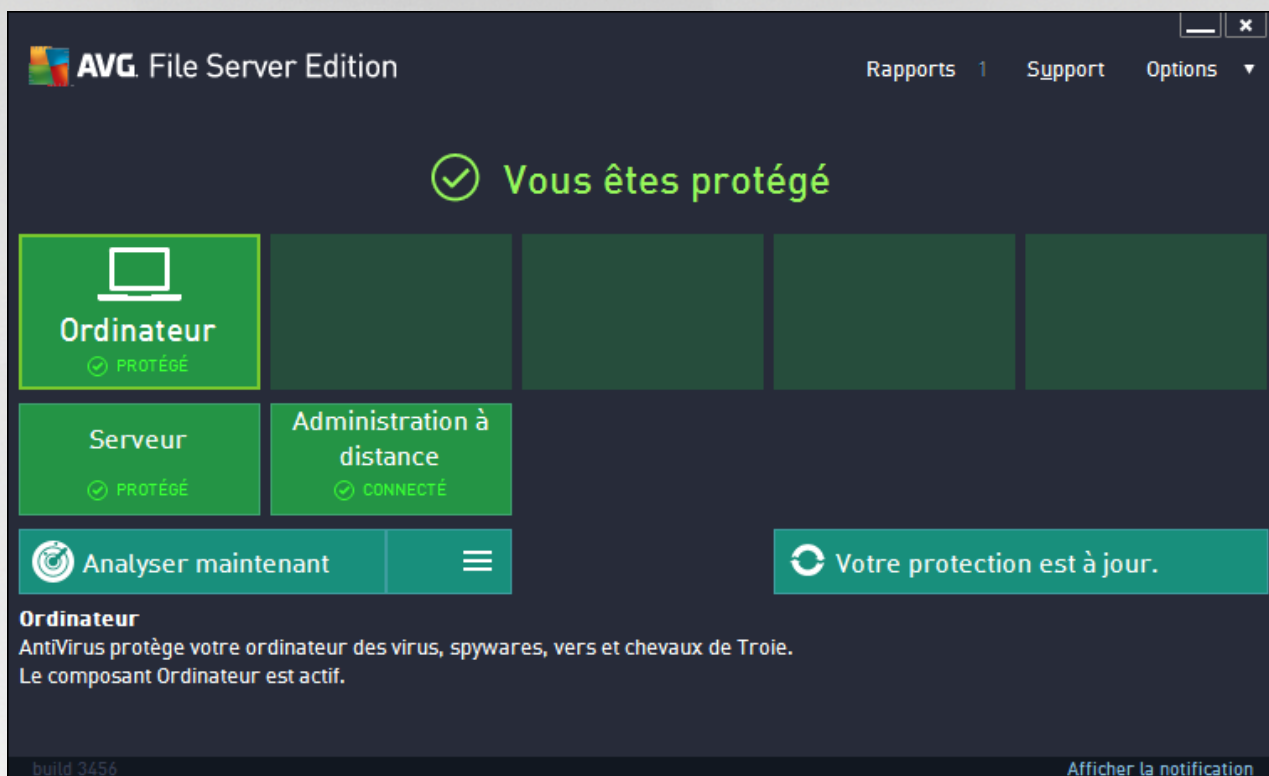 AVG. File Server Edition
Rapports 1 Support Options
Vous êtes protégé
Ordinateur
PROTÉGÉ
Serveur
PROTÉGÉ
Administration à
distance
CONNECTÉ
Analyser maintenant
Votre protection est à jour.
Ordinateur
AntiVirus protège votre ordinateur des virus, spywares, vers et chevaux de Troie.
Le composant Ordinateur est actif.
build 3456
Afficher la notification